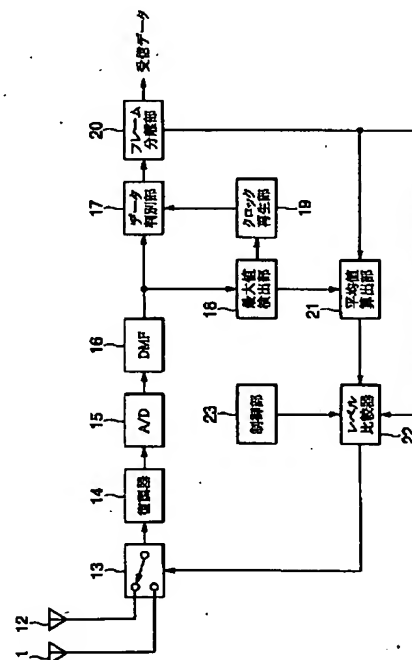 12
1
13
14
復調器
15
A/D
16
DMF
17
データ
判別部
20
フレーム
分散部
受信データ
18
最大値
検出部
クロック
再生部
19
23
制御部
21
平均値
算出部
レベル
比較器
22